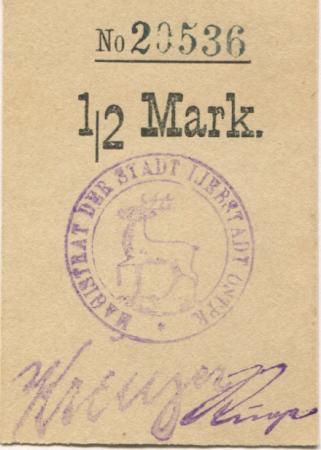 No 20536
1/2 Mark.
MAGISTRAT DER STADT LIEBSTADT OSTPR.
Kreuzer